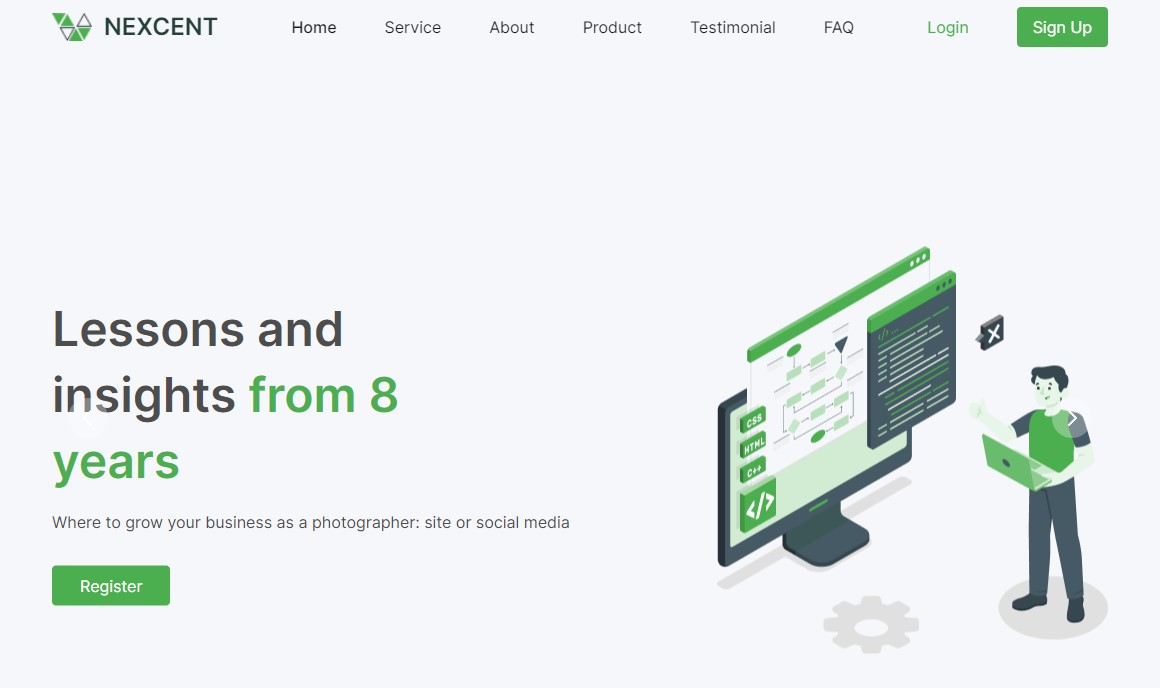 NEXCENT
Home Service About Product Testimonial FAQ Login Sign Up
Lessons and
insights from 8
years
Where to grow your business as a photographer: site or social media
Register
</> ...
CSS
HTML
C++
</>
X